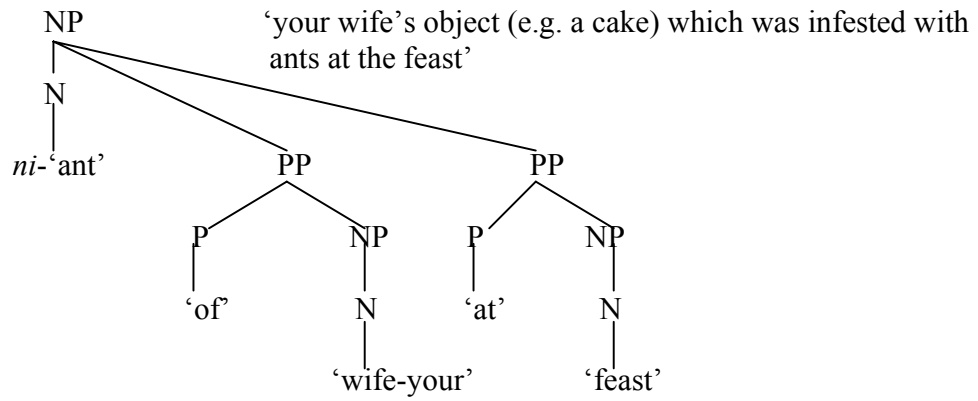 NP ‘your wife’s object (e.g. a cake) which was infested with
ants at the feast’
N
ni-‘ant’ PP PP
P NP P NP
‘of’ N ‘at’ N
‘wife-your’ ‘feast’